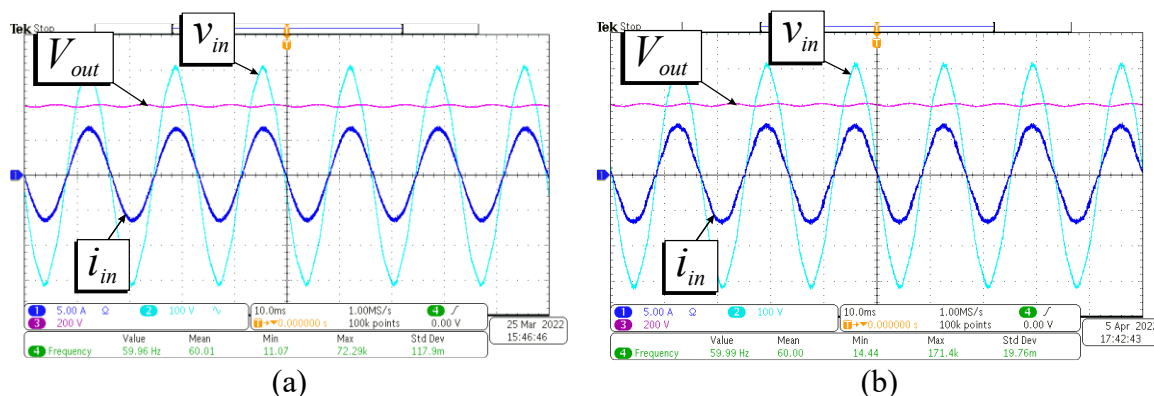 Tek Stop
V_out
v_in
i_in
T
1
1 5.00 A Ω 2 100 V ∿
3 200 V
10.0ms 1.00MS/s 4 ∫
T→▼0.000000 s 100k points 0.00 V
25 Mar 2022
15:46:46
Value Mean Min Max Std Dev
4 Frequency 59.96 Hz 60.01 11.07 72.29k 117.9m
(a)
Tek Stop
V_out
v_in
i_in
T
1
1 5.00 A Ω 2 100 V
3 200 V
10.0ms 1.00MS/s 4 ∫
T→▼0.000000 s 100k points 0.00 V
5 Apr 2022
17:42:43
Value Mean Min Max Std Dev
4 Frequency 59.99 Hz 60.00 14.44 171.4k 19.76m
(b)